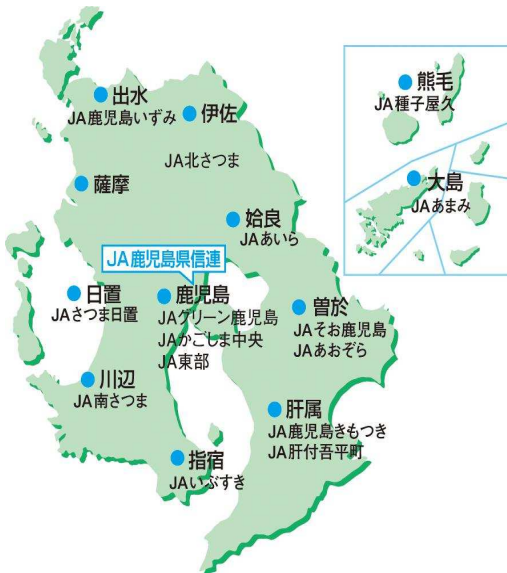 出水
JA鹿児島いずみ
伊佐
JA北さつま
薩摩
姶良
JAあいら
JA鹿児島県信連
日置
JAさつま日置
鹿児島
JAグリーン鹿児島
JAかごしま中央
JA東部
曽於
JAそお鹿児島
JAあおぞら
川辺
JA南さつま
肝属
JA鹿児島きもつき
JA肝付吾平町
指宿
JAいぶすき
熊毛
JA種子屋久
大島
JAあまみ